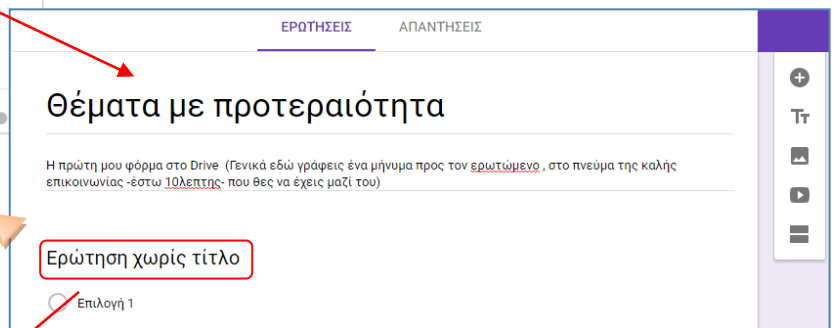 ΕΡΩΤΗΣΕΙΣ ΑΠΑΝΤΗΣΕΙΣ
Θέματα με προτεραιότητα
Η πρώτη μου φόρμα στο Drive (Γενικά εδώ γράφεις ένα μήνυμα προς τον ερωτώμενο , στο πνεύμα της καλής
επικοινωνίας -έστω 10λεπτης- που θες να έχεις μαζί του)
Ερώτηση χωρίς τίτλο
Επιλογή 1
Tт